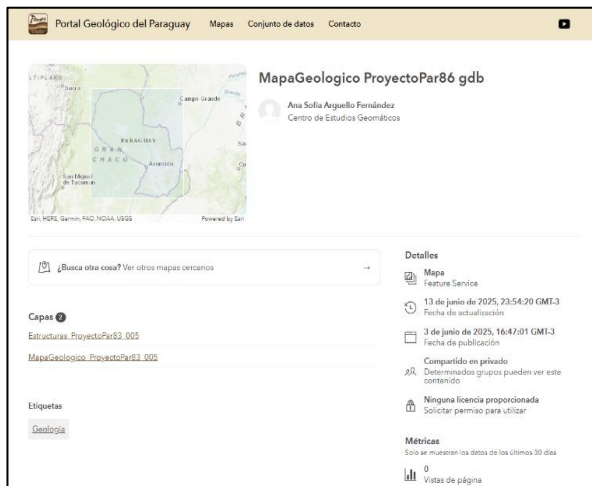 Portal Geológico del Paraguay
Mapas
Conjunto de datos
Contacto
Sucre
Campo Grande
PARAGUAY
GRAN
CHACO
Asunción
San Miguel
de Tucumán
Esri, HERE, Garmin, FAO, NOAA, USGS
Powered by Esri
MapaGeologico ProyectoPar86 gdb
Ana Sofia Arguello Fernández
Centro de Estudios Geomáticos
¿Busca otra cosa? Ver otros mapas cercanos
Capas 2
Estructuras_ProyectoPar83_005
MapaGeologico_ProyectoPar83_005
Etiquetas
Geología
Detalles
Mapa
Feature Service
13 de junio de 2025, 23:54:20 GMT-3
Fecha de actualización
3 de junio de 2025, 16:47:01 GMT-3
Fecha de publicación
Compartido en privado
Determinados grupos pueden ver este
contenido
Ninguna licencia proporcionada
Solicitar permiso para utilizar
Métricas
Solo se muestran los datos de los últimos 30 días
0
Vistas de página